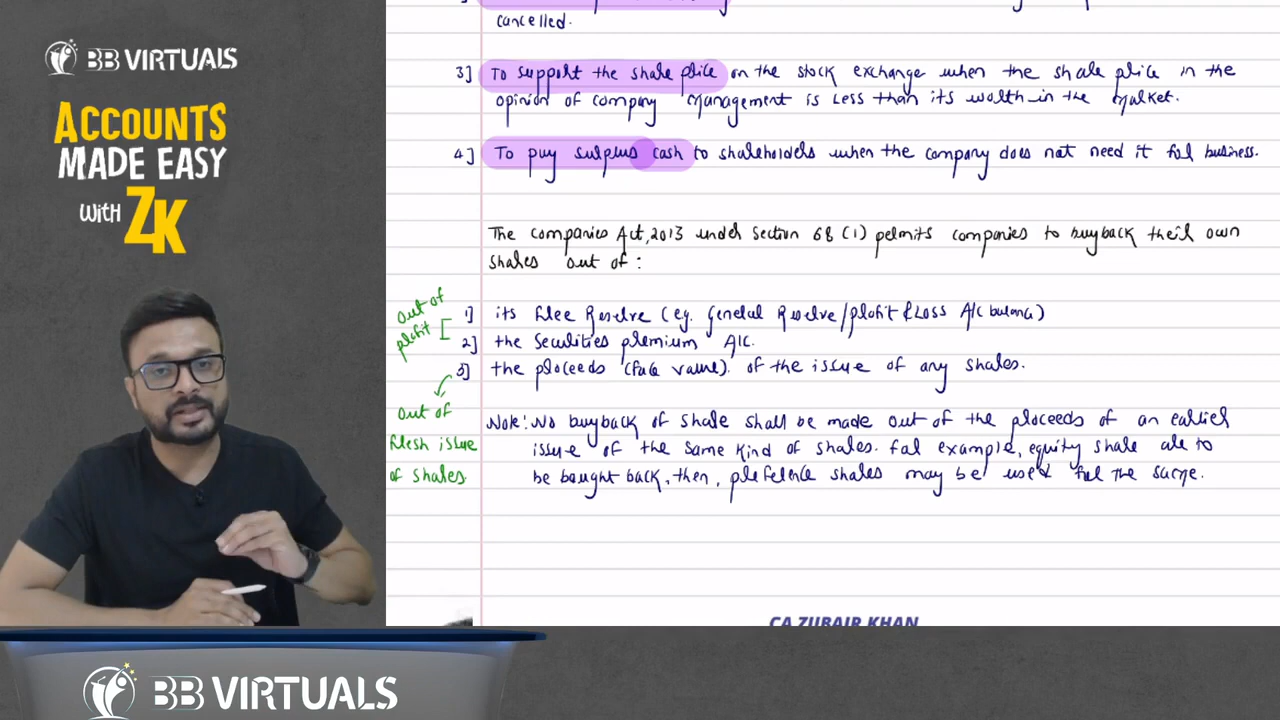 BB VIRTUALS
ACCOUNTS
MADE EASY
WITH ZK
cancelled.
3] To support the share price on the stock exchange when the share price in the
opinion of company management is less than its worth in the market.
4] To pay surplus cash to shareholders when the company does not need it for business.
The Companies Act, 2013 under Section 68 (1) permits companies to buyback their own
shares out of :
out of
profit
1] its free Reserve (eg. General Reserve/profit & Loss A/c balance)
2] the Securities premium A/c.
3] the proceeds (face value). of the issue of any shares.
out of
fresh issue
of shares.
Note: No buyback of share shall be made out of the proceeds of an earlier
issue of the same kind of shares. for example, equity share are to
be bought back, then, preference shares may be used for the same.
CA ZUBAIR KHAN
BB VIRTUALS